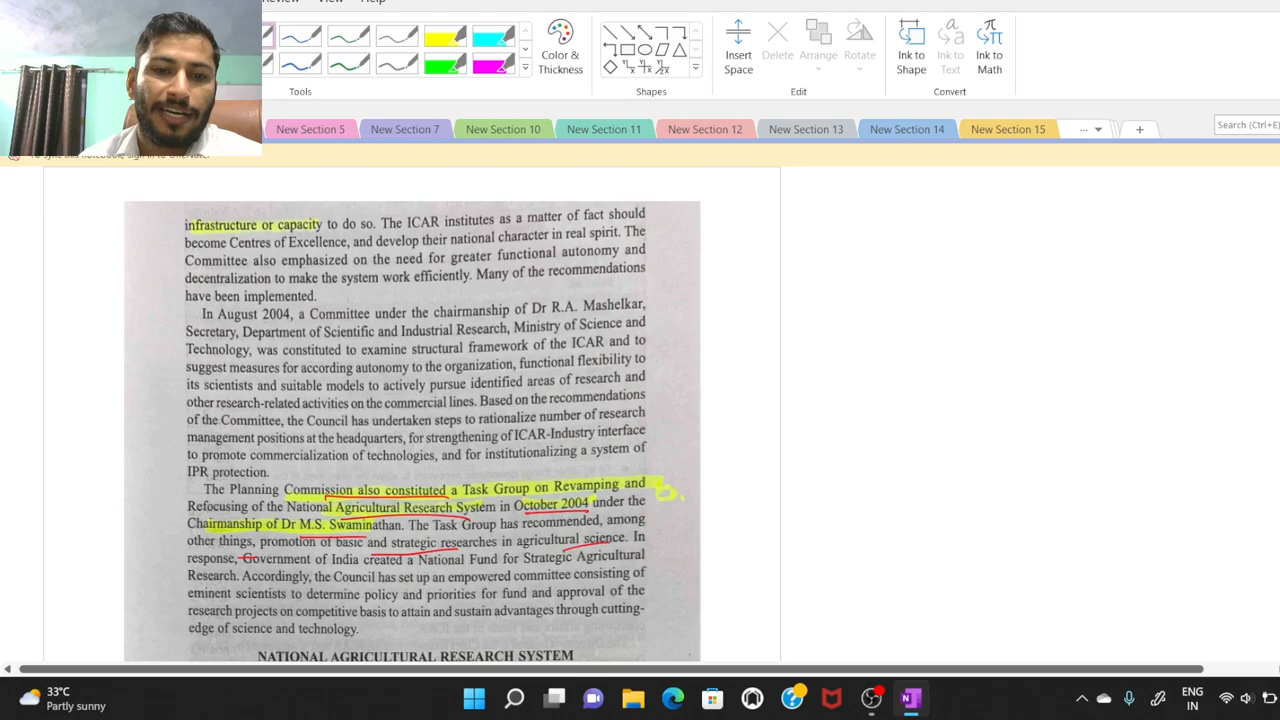 Review View Help
Tools
Color &
Thickness
Shapes
Insert
Space
Delete
Arrange
Rotate
Edit
Ink to
Shape
Ink to
Text
Ink to
Math
Convert
New Section 5
New Section 7
New Section 10
New Section 11
New Section 12
New Section 13
New Section 14
New Section 15
...
+
Search (Ctrl+E)
To sync this notebook, sign in to OneNote.
infrastructure or capacity to do so. The ICAR institutes as a matter of fact should
become Centres of Excellence, and develop their national character in real spirit. The
Committee also emphasized on the need for greater functional autonomy and
decentralization to make the system work efficiently. Many of the recommendations
have been implemented.
In August 2004, a Committee under the chairmanship of Dr R.A. Mashelkar,
Secretary, Department of Scientific and Industrial Research, Ministry of Science and
Technology, was constituted to examine structural framework of the ICAR and to
suggest measures for according autonomy to the organization, functional flexibility to
its scientists and suitable models to actively pursue identified areas of research and
other research-related activities on the commercial lines. Based on the recommendations
of the Committee, the Council has undertaken steps to rationalize number of research
management positions at the headquarters, for strengthening of ICAR-Industry interface
to promote commercialization of technologies, and for institutionalizing a system of
IPR protection.
The Planning Commission also constituted a Task Group on Revamping and
Refocusing of the National Agricultural Research System in October 2004 under the
Chairmanship of Dr M.S. Swaminathan. The Task Group has recommended, among
other things, promotion of basic and strategic researches in agricultural science. In
response, Government of India created a National Fund for Strategic Agricultural
Research. Accordingly, the Council has set up an empowered committee consisting of
eminent scientists to determine policy and priorities for fund and approval of the
research projects on competitive basis to attain and sustain advantages through cutting-
edge of science and technology.
NATIONAL AGRICULTURAL RESEARCH SYSTEM
33°C
Partly sunny
ENG
IN